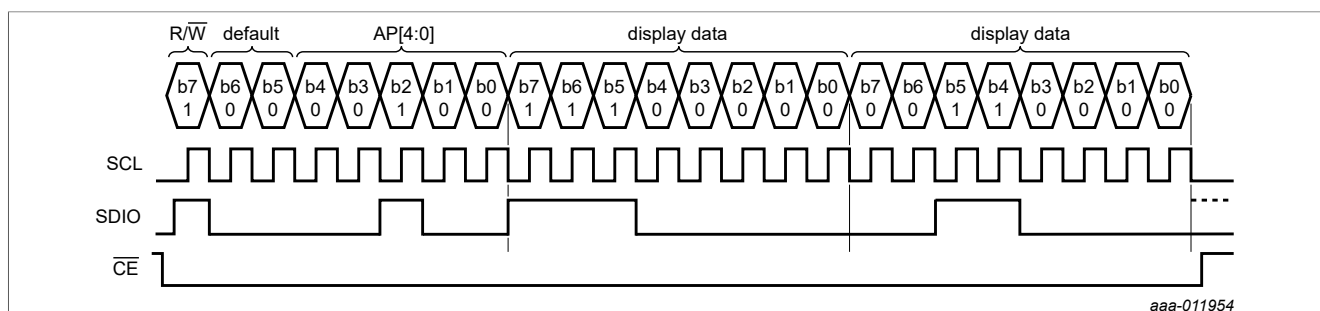 R/W̅ default AP[4:0] display data display data
b7 b6 b5 b4 b3 b2 b1 b0 b7 b6 b5 b4 b3 b2 b1 b0 b7 b6 b5 b4 b3 b2 b1 b0
1 0 0 0 0 1 0 0 1 1 1 0 0 0 0 0 0 0 1 1 0 0 0 0
SCL
SDIO
C̅E̅
aaa-011954